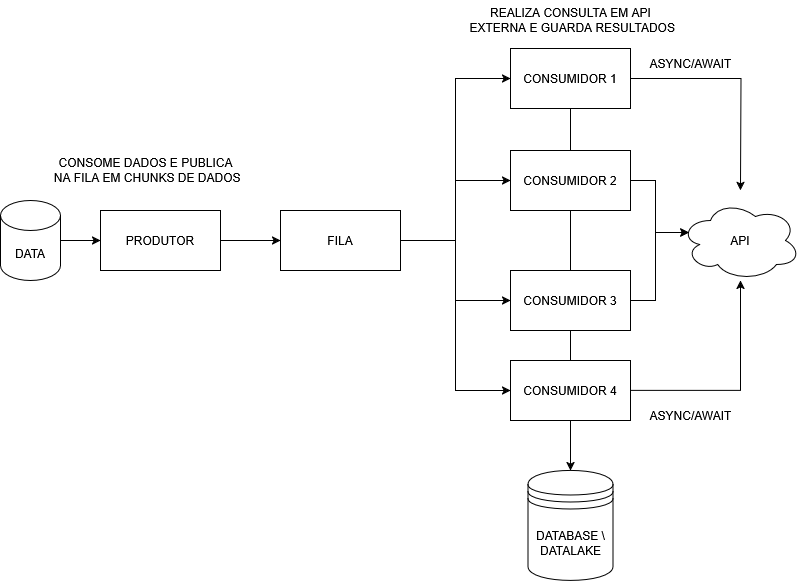 REALIZA CONSULTA EM API
EXTERNA E GUARDA RESULTADOS
CONSUMIDOR 1
ASYNC/AWAIT
CONSOME DADOS E PUBLICA
NA FILA EM CHUNKS DE DADOS
CONSUMIDOR 2
DATA
PRODUTOR
FILA
API
CONSUMIDOR 3
CONSUMIDOR 4
ASYNC/AWAIT
DATABASE \
DATALAKE